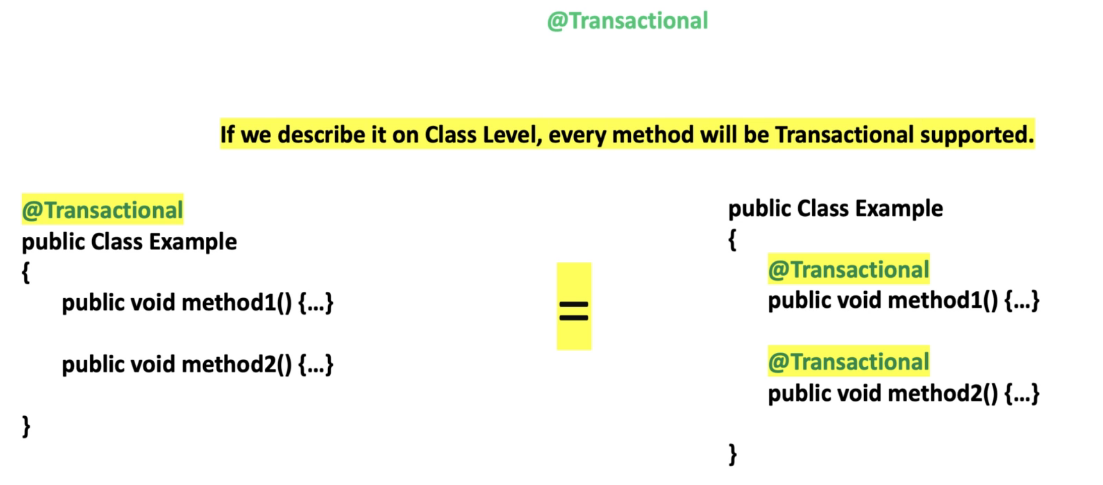 @Transactional
If we describe it on Class Level, every method will be Transactional supported.
@Transactional
public Class Example
{
public void method1() {...}
public void method2() {...}
}
=
public Class Example
{
@Transactional
public void method1() {...}
@Transactional
public void method2() {...}
}